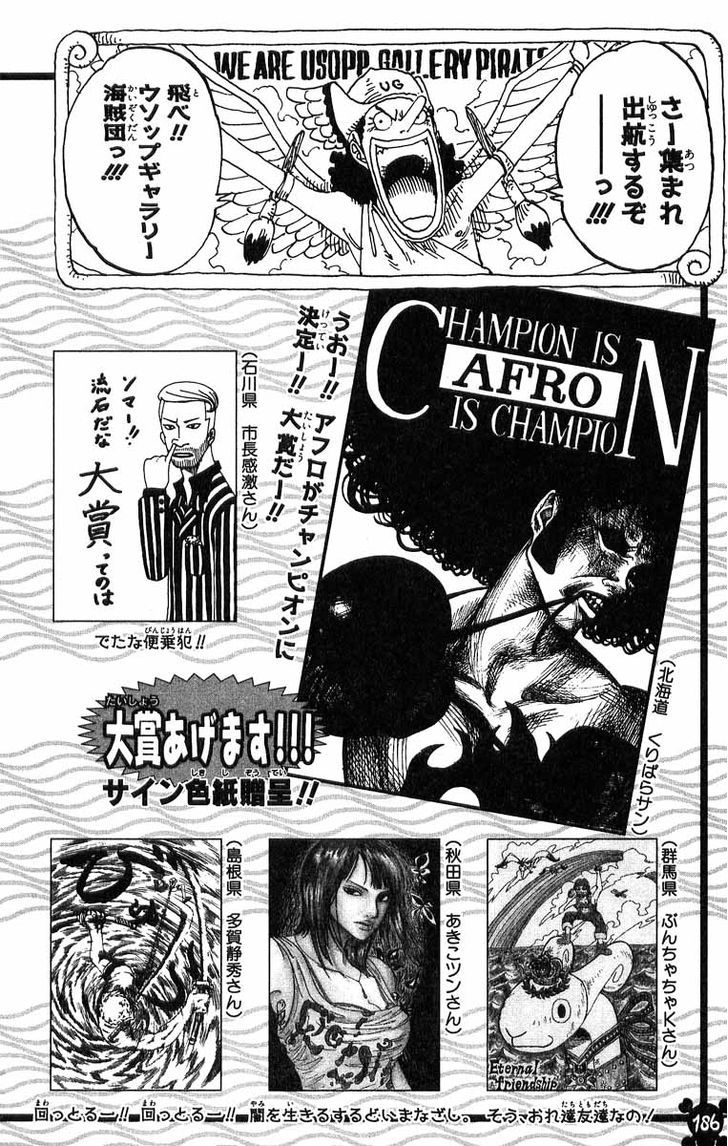 WE ARE USOPP GALLERY PIRATE
UG
さー集まれ
出航するぞ
――っ!!!
飛べ!!
ウソップギャラリー
海賊団っ!!!
CHAMPION IS
AFRO
IS CHAMPION
うおー!! アフロがチャンピオンに
決定ー!! 大賞だー!!
(北海道 くりぱらサン)
(石川県 市長感激さん)
ソマー!!
流石だな
大賞ってのは
でたな便乗犯!!
大賞あげます!!!
サイン色紙贈呈!!
(群馬県 ぶんちゃちゃKさん)
Eternal
friendship
(秋田県 あきこツンさん)
(島根県 多賀静秀さん)
回っとるー!! 回っとるー!! 闇を生きるするどいまなざし。 そう、おれ達友達なの!
186